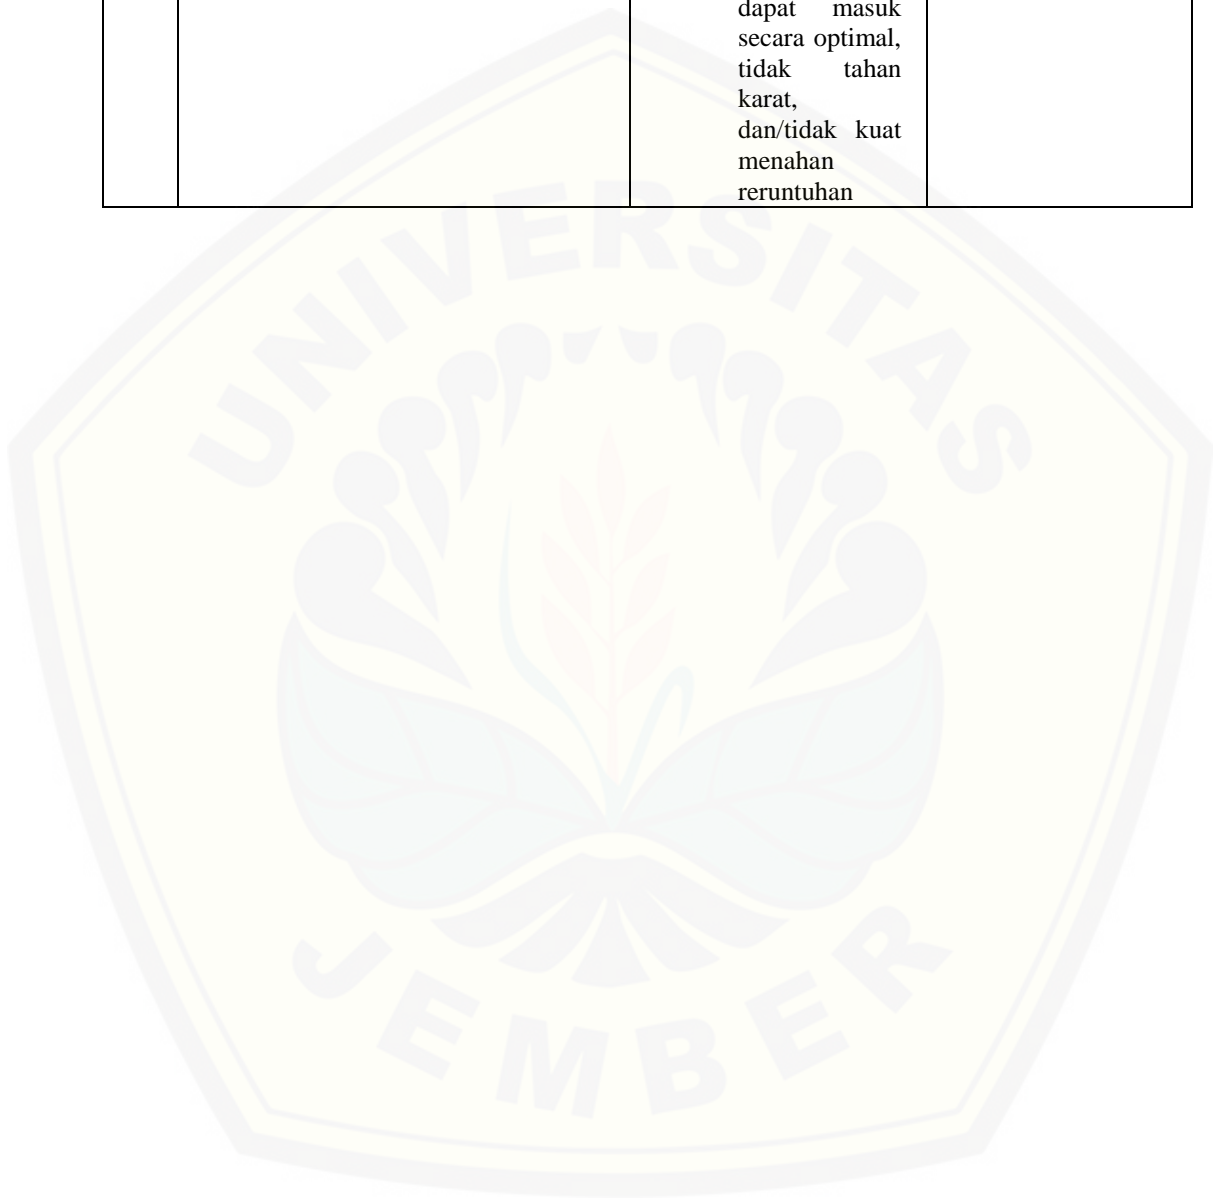 dapat masuk
secara optimal,
tidak tahan
karat,
dan/tidak kuat
menahan
reruntuhan
UNIVERSITAS
JEMBER